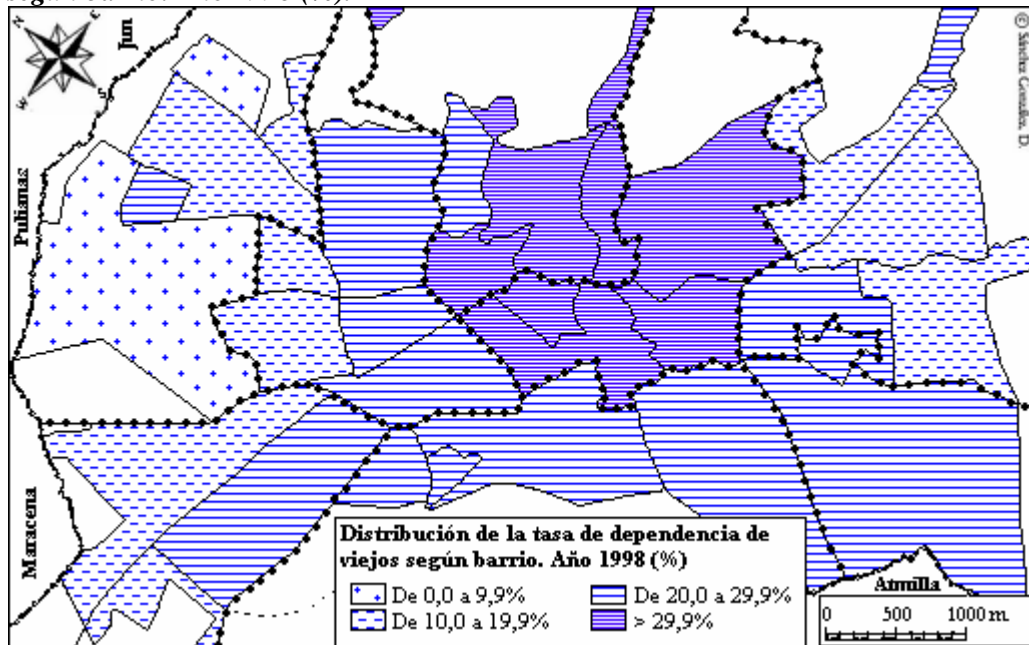 N
E
S
W
Jun
© Sánchez González, D.
Pulianas
Maracena
Distribución de la tasa de dependencia de
viejos según barrio. Año 1998 (%)
De 0,0 a 9,9%
De 20,0 a 29,9%
De 10,0 a 19,9%
> 29,9%
Atmilla
0 500 1000 m.